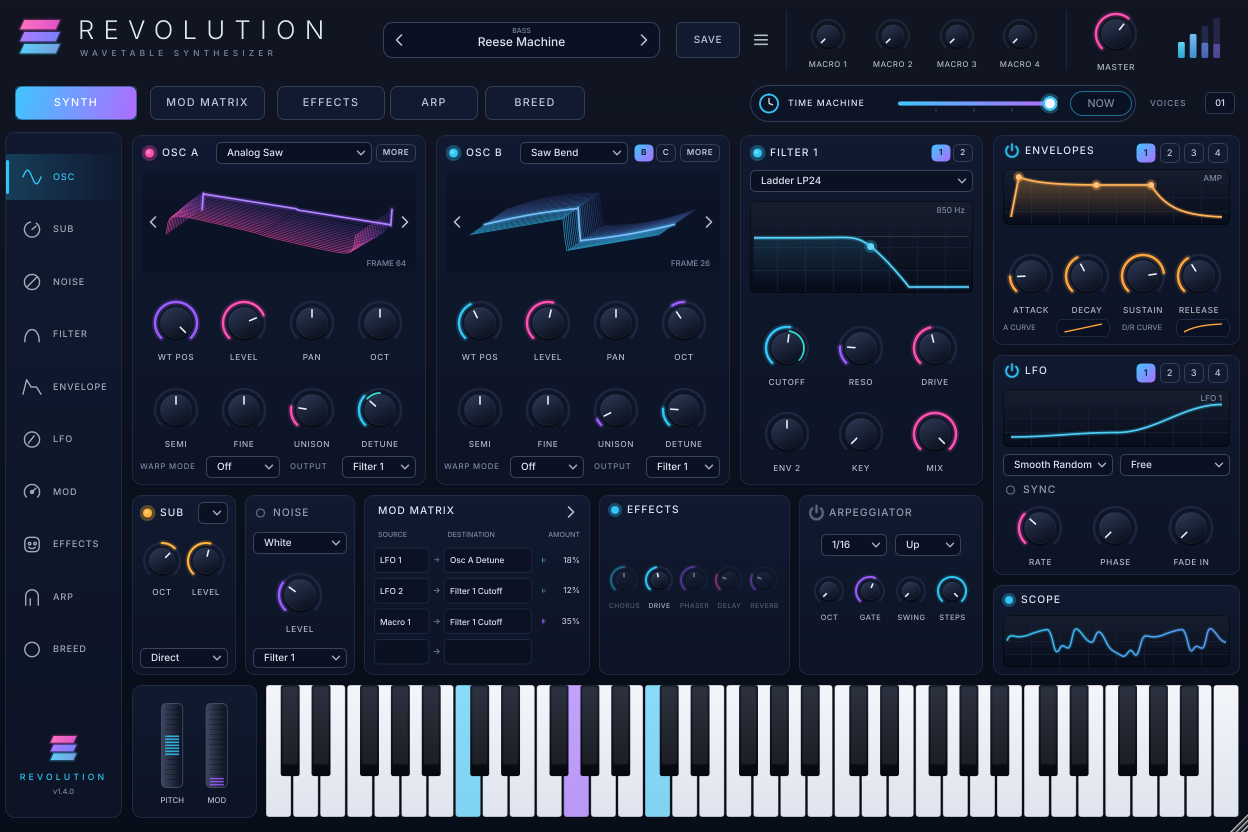 REVOLUTION
WAVETABLE SYNTHESIZER
BASS
Reese Machine
SAVE
MACRO 1 MACRO 2 MACRO 3 MACRO 4 MASTER
SYNTH MOD MATRIX EFFECTS ARP BREED
TIME MACHINE NOW VOICES 01
OSC
SUB
NOISE
FILTER
ENVELOPE
LFO
MOD
EFFECTS
ARP
BREED
REVOLUTION
v1.4.0
OSC A Analog Saw MORE
FRAME 64
WT POS LEVEL PAN OCT
SEMI FINE UNISON DETUNE
WARP MODE Off OUTPUT Filter 1
OSC B Saw Bend B C MORE
FRAME 26
WT POS LEVEL PAN OCT
SEMI FINE UNISON DETUNE
WARP MODE Off OUTPUT Filter 1
FILTER 1 1 2
Ladder LP24
850 Hz
CUTOFF RESO DRIVE
ENV 2 KEY MIX
ENVELOPES 1 2 3 4
AMP
ATTACK DECAY SUSTAIN RELEASE
A CURVE D/R CURVE
LFO 1 2 3 4
LFO 1
Smooth Random Free
SYNC
RATE PHASE FADE IN
SUB
OCT LEVEL
Direct
NOISE
White
LEVEL
Filter 1
MOD MATRIX
SOURCE DESTINATION AMOUNT
LFO 1 → Osc A Detune 18%
LFO 2 → Filter 1 Cutoff 12%
Macro 1 → Filter 1 Cutoff 35%
→
EFFECTS
CHORUS DRIVE PHASER DELAY REVERB
ARPEGGIATOR
1/16 Up
OCT GATE SWING STEPS
SCOPE
PITCH MOD